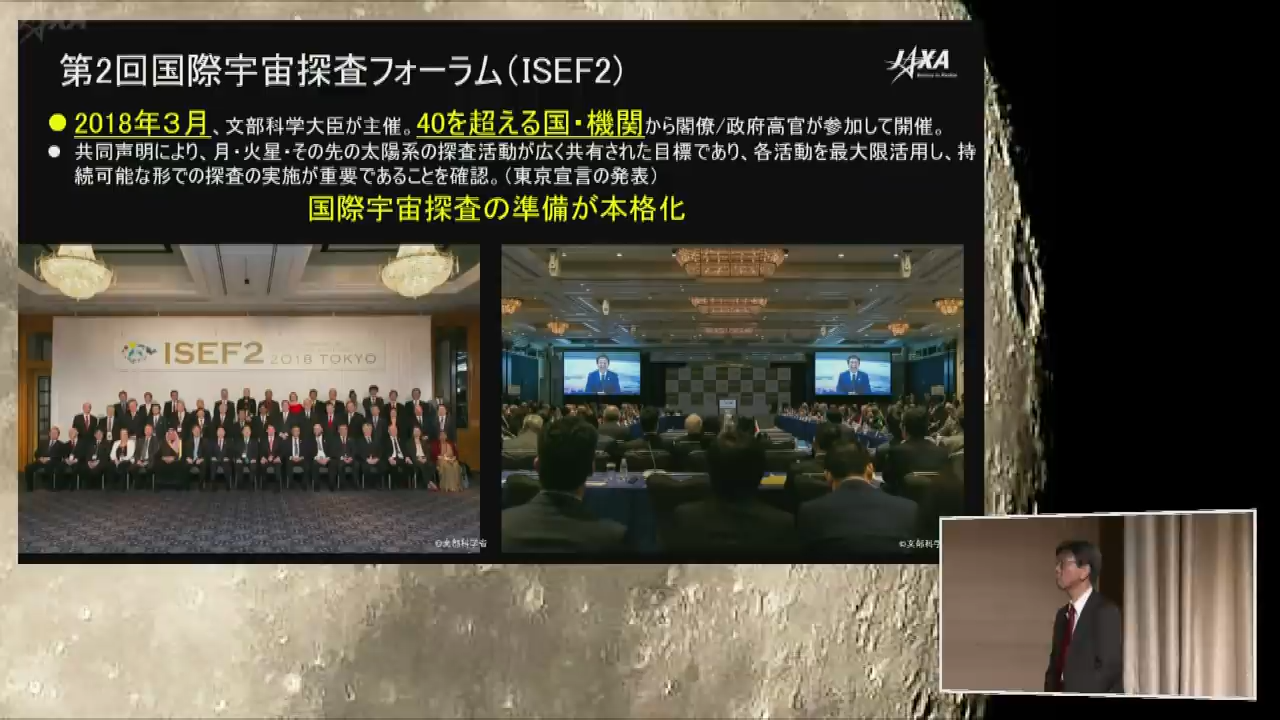 第2回国際宇宙探査フォーラム(ISEF2)
JAXA
● 2018年3月、文部科学大臣が主催。40を超える国・機関から閣僚/政府高官が参加して開催。
● 共同声明により、月・火星・その先の太陽系の探査活動が広く共有された目標であり、各活動を最大限活用し、持
続可能な形での探査の実施が重要であることを確認。(東京宣言の発表)
国際宇宙探査の準備が本格化
ISEF2 2018 TOKYO
©文部科学省
©文部科学